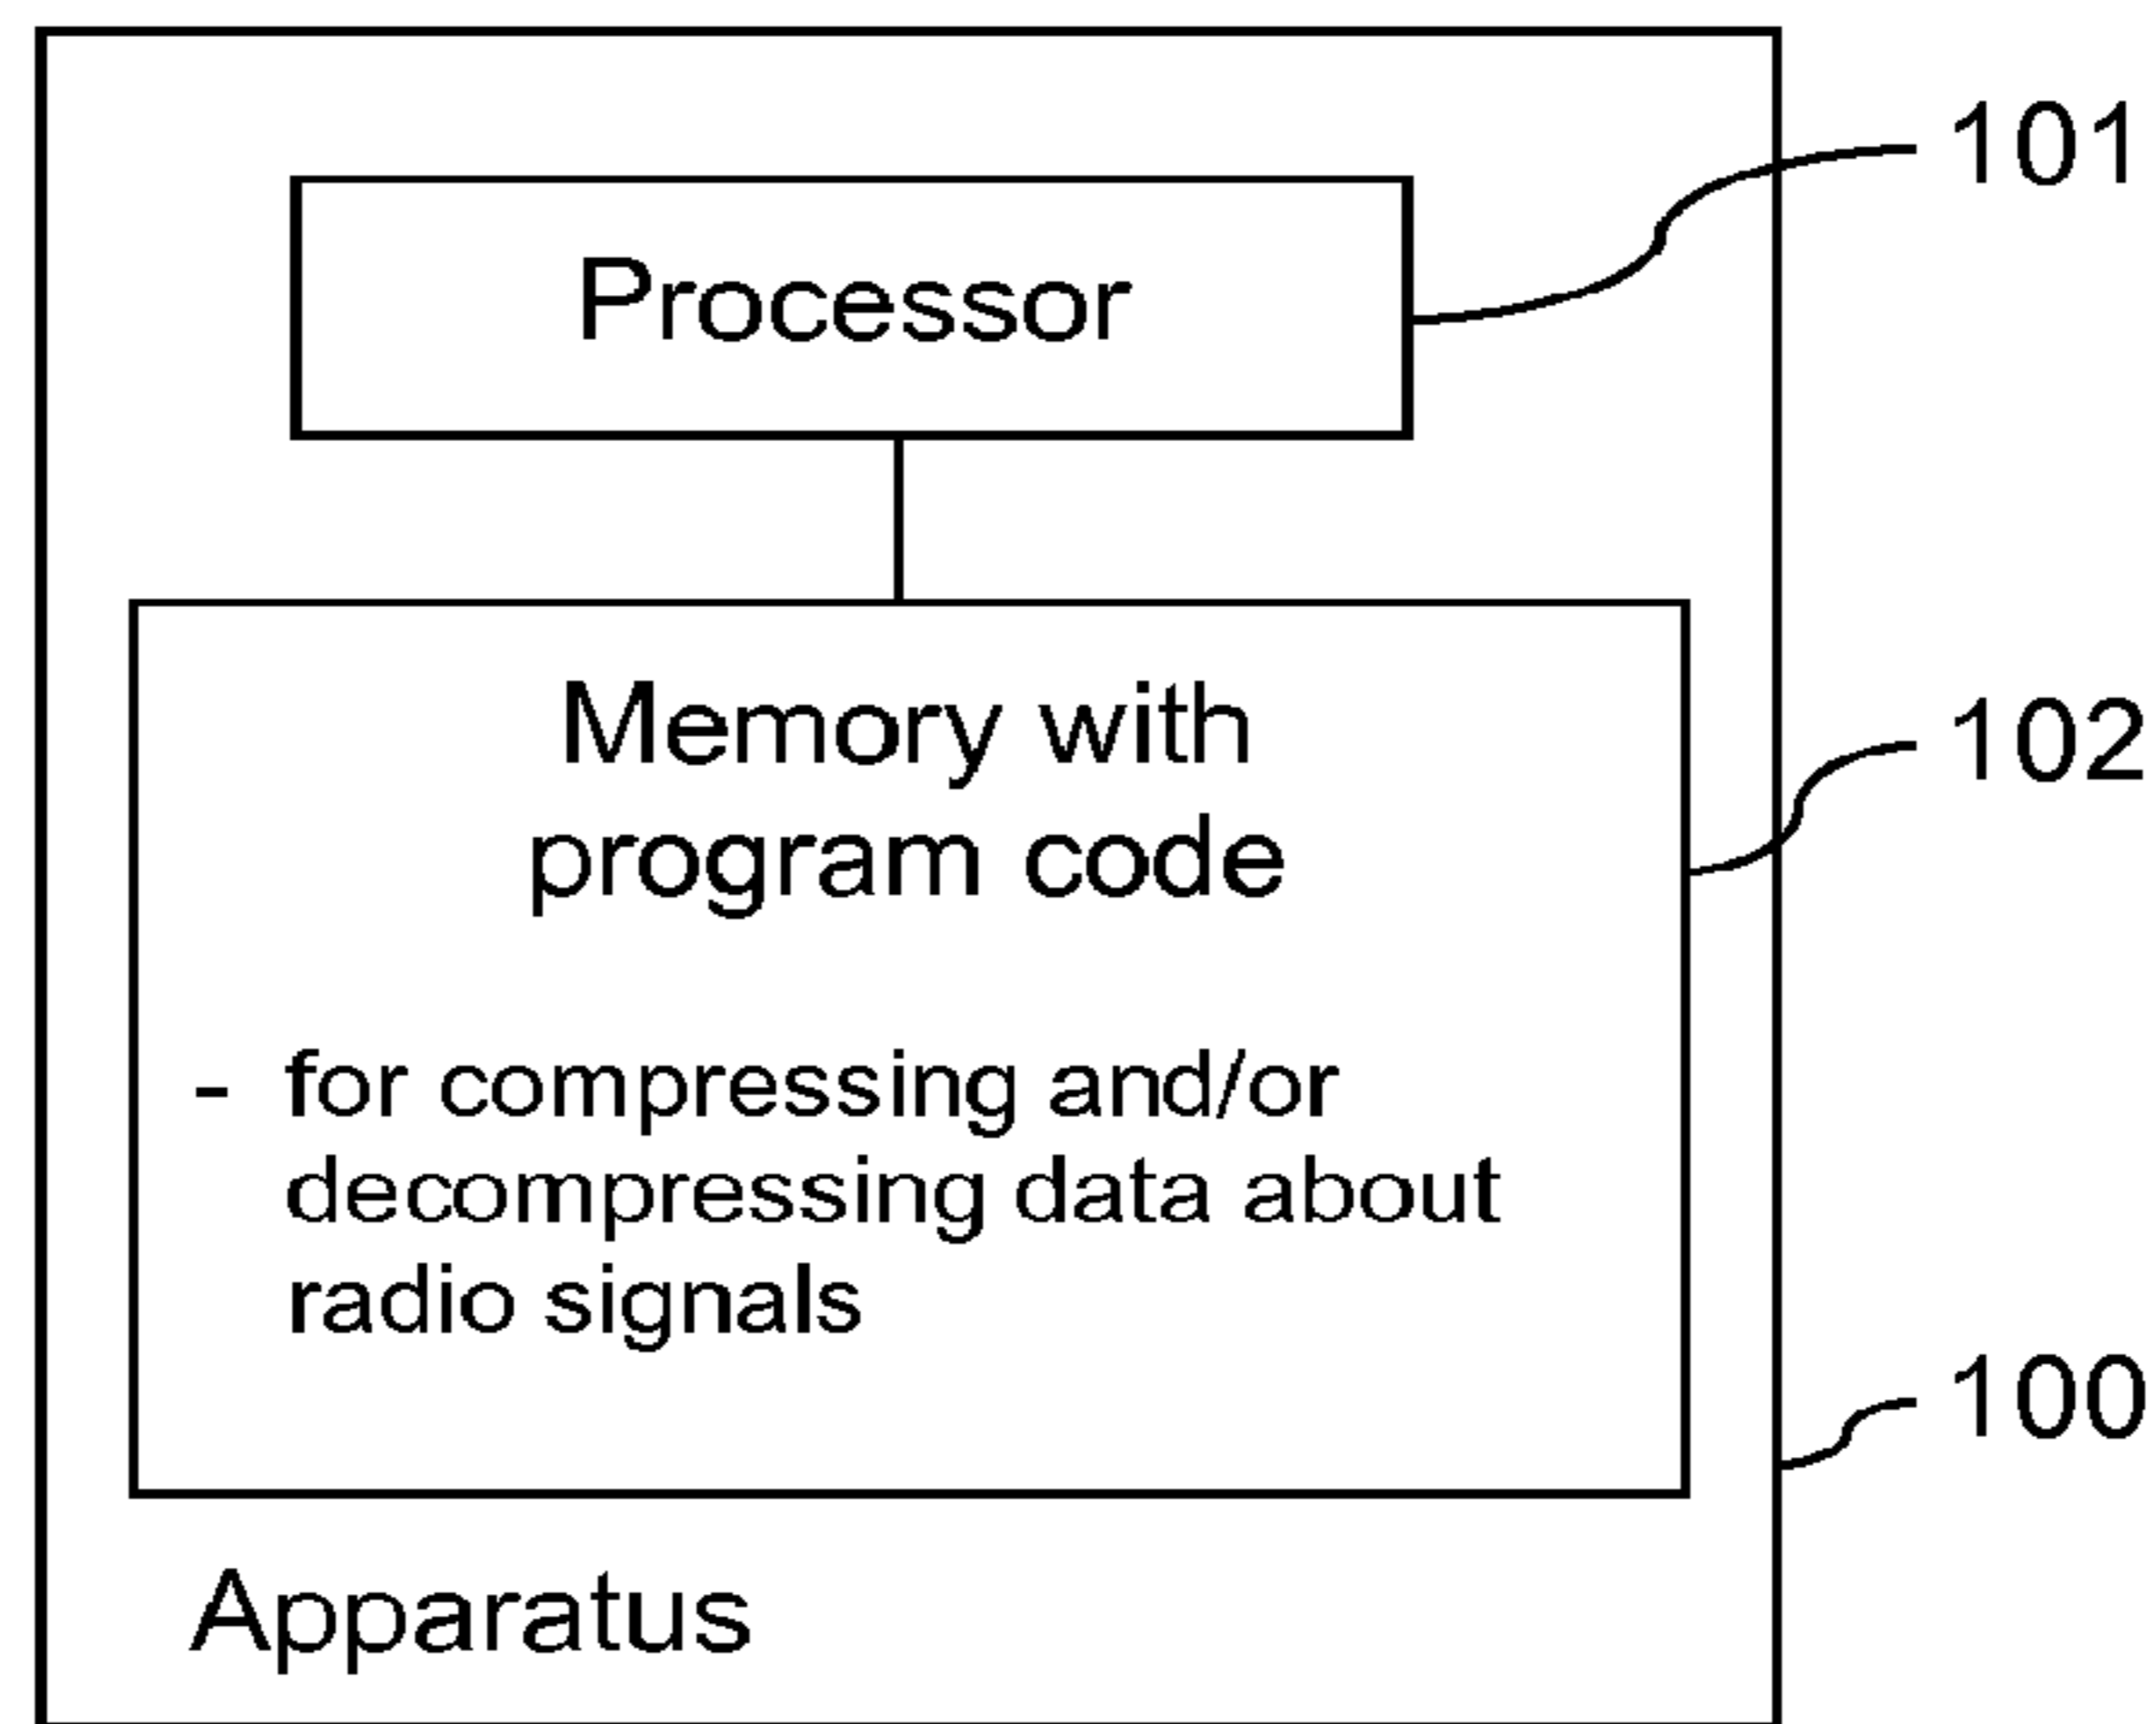 Processor
101
Memory with
program code
102
- for compressing and/or
decompressing data about
radio signals
100
Apparatus